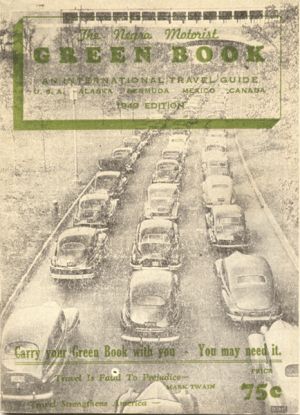 The Negro Motorist
GREEN BOOK
AN INTERNATIONAL TRAVEL GUIDE
U. S. A. ALASKA BERMUDA MEXICO CANADA
1949 EDITION
Carry your Green Book with you - You may need it.
Travel Is Fatal To Prejudice—
MARK TWAIN
PRICE
75¢
Travel Strengthens America